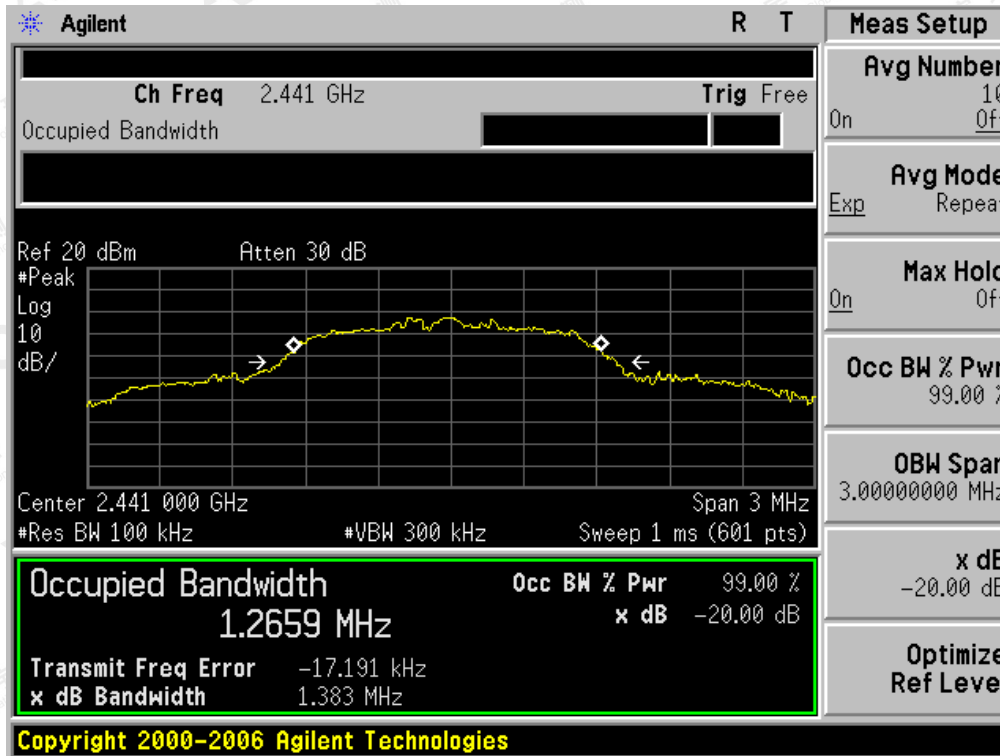 Agilent R T
Ch Freq 2.441 GHz Trig Free
Occupied Bandwidth
Ref 20 dBm Atten 30 dB
#Peak
Log
10
dB/
Center 2.441 000 GHz Span 3 MHz
#Res BW 100 kHz #VBW 300 kHz Sweep 1 ms (601 pts)
Occupied Bandwidth
1.2659 MHz
Occ BW % Pwr 99.00 %
x dB -20.00 dB
Transmit Freq Error -17.191 kHz
x dB Bandwidth 1.383 MHz
Copyright 2000-2006 Agilent Technologies
Meas Setup
Avg Number
10
On Off
Avg Mode
Exp Repeat
Max Hold
On Off
Occ BW % Pwr
99.00 %
OBW Span
3.00000000 MHz
x dB
-20.00 dB
Optimize
Ref Level